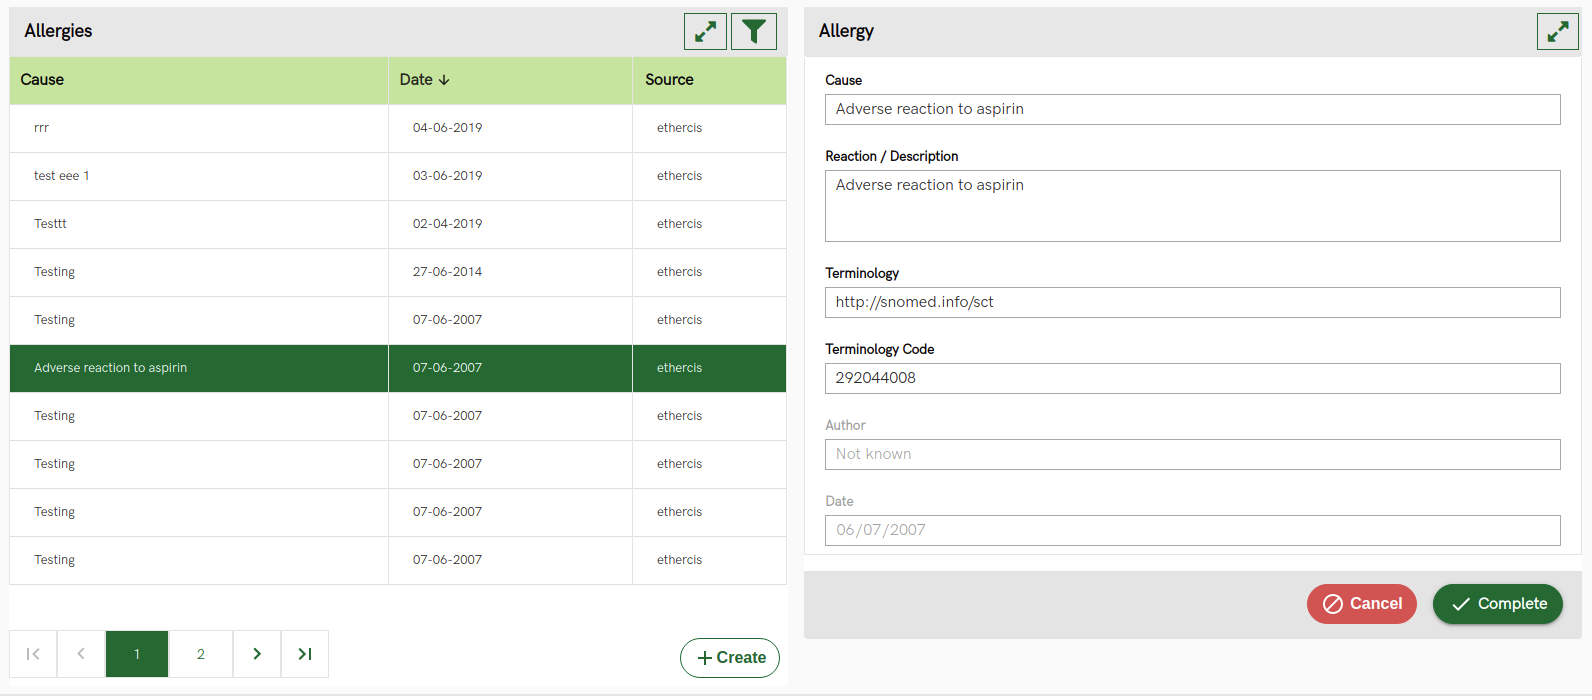 Allergies
Cause Date ↓ Source
rrr 04-06-2019 ethercis
test eee 1 03-06-2019 ethercis
Testtt 02-04-2019 ethercis
Testing 27-06-2014 ethercis
Testing 07-06-2007 ethercis
Adverse reaction to aspirin 07-06-2007 ethercis
Testing 07-06-2007 ethercis
Testing 07-06-2007 ethercis
Testing 07-06-2007 ethercis
Testing 07-06-2007 ethercis
1 2
+ Create
Allergy
Cause
Adverse reaction to aspirin
Reaction / Description
Adverse reaction to aspirin
Terminology
http://snomed.info/sct
Terminology Code
292044008
Author
Not known
Date
06/07/2007
Cancel Complete